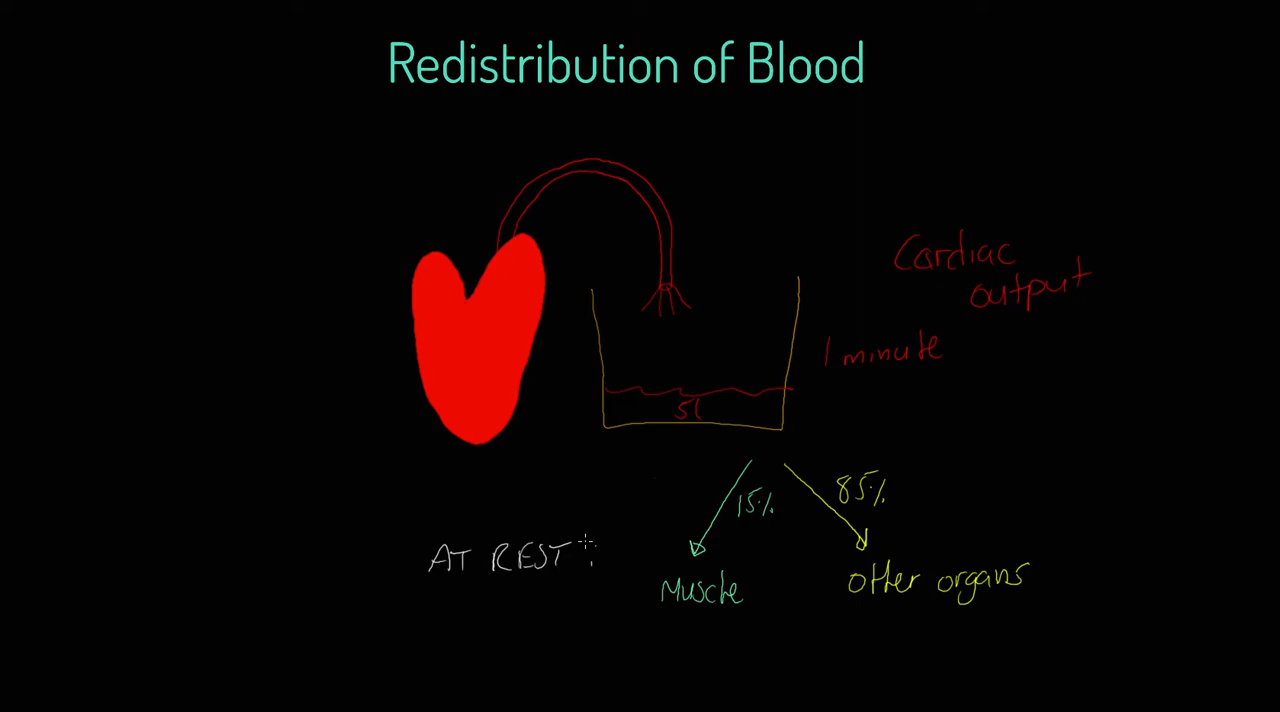 Redistribution of Blood
Cardiac
output
1 minute
5l
15%
85%
AT REST :
Muscle
Other organs